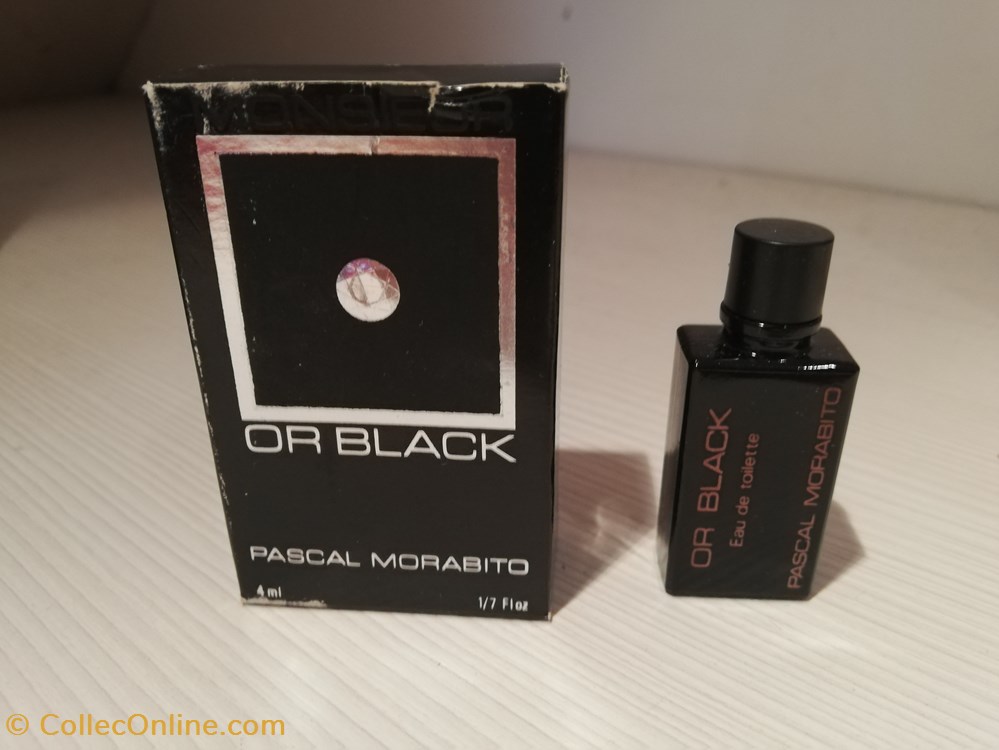 MONSIEUR
OR BLACK
PASCAL MORABITO
4 ml
1/7 Fl oz
OR BLACK
Eau de toilette
PASCAL MORABITO
© CollecOnline.com